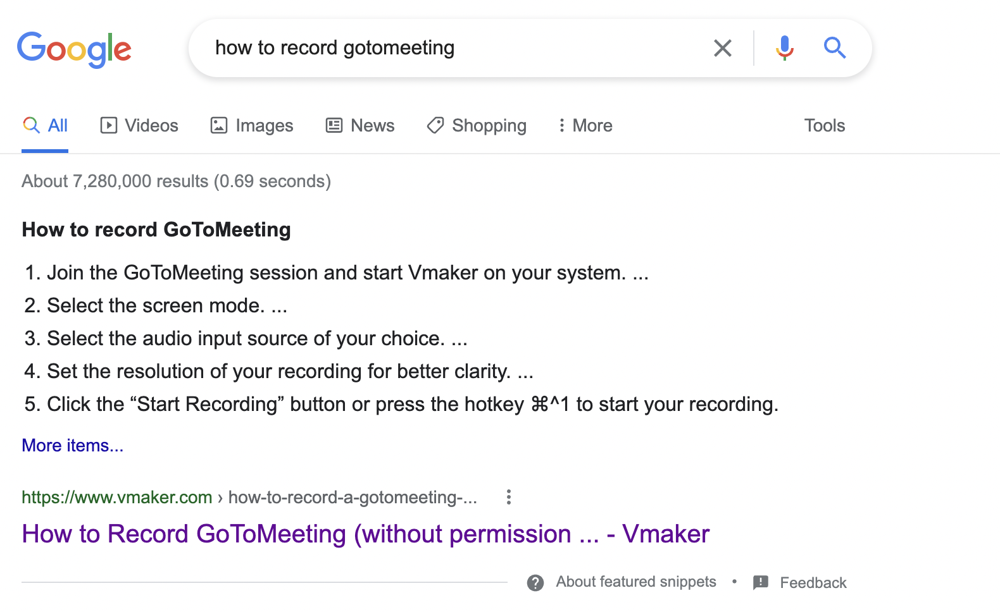 Google
how to record gotomeeting
All Videos Images News Shopping More Tools
About 7,280,000 results (0.69 seconds)
How to record GoToMeeting
1. Join the GoToMeeting session and start Vmaker on your system. ...
2. Select the screen mode. ...
3. Select the audio input source of your choice. ...
4. Set the resolution of your recording for better clarity. ...
5. Click the “Start Recording” button or press the hotkey ⌘^1 to start your recording.
More items...
https://www.vmaker.com › how-to-record-a-gotomeeting-...
How to Record GoToMeeting (without permission ... - Vmaker
About featured snippets • Feedback